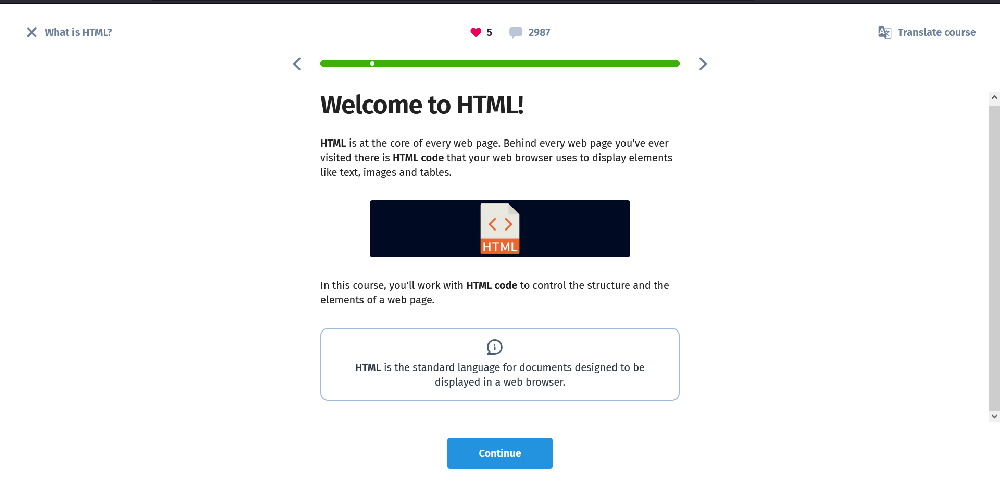 What is HTML?
5
2987
Translate course
Welcome to HTML!
HTML is at the core of every web page. Behind every web page you've ever
visited there is HTML code that your web browser uses to display elements
like text, images and tables.
< >
HTML
In this course, you'll work with HTML code to control the structure and the
elements of a web page.
HTML is the standard language for documents designed to be
displayed in a web browser.
Continue